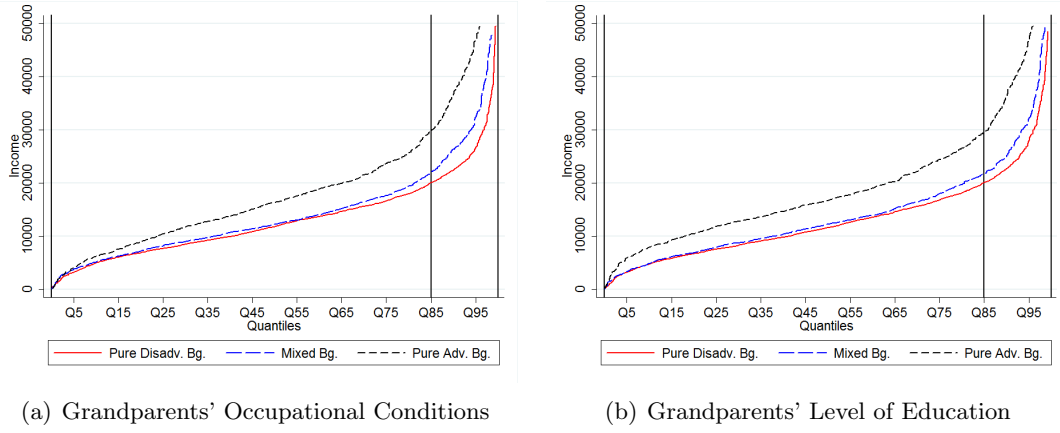 50000
40000
30000
20000
10000
0
Income
Q5 Q15 Q25 Q35 Q45 Q55 Q65 Q75 Q85 Q95
Quantiles
Pure Disadv. Bg. Mixed Bg. Pure Adv. Bg.
(a) Grandparents' Occupational Conditions
50000
40000
30000
20000
10000
0
Income
Q5 Q15 Q25 Q35 Q45 Q55 Q65 Q75 Q85 Q95
Quantiles
Pure Disadv. Bg. Mixed Bg. Pure Adv. Bg.
(b) Grandparents' Level of Education